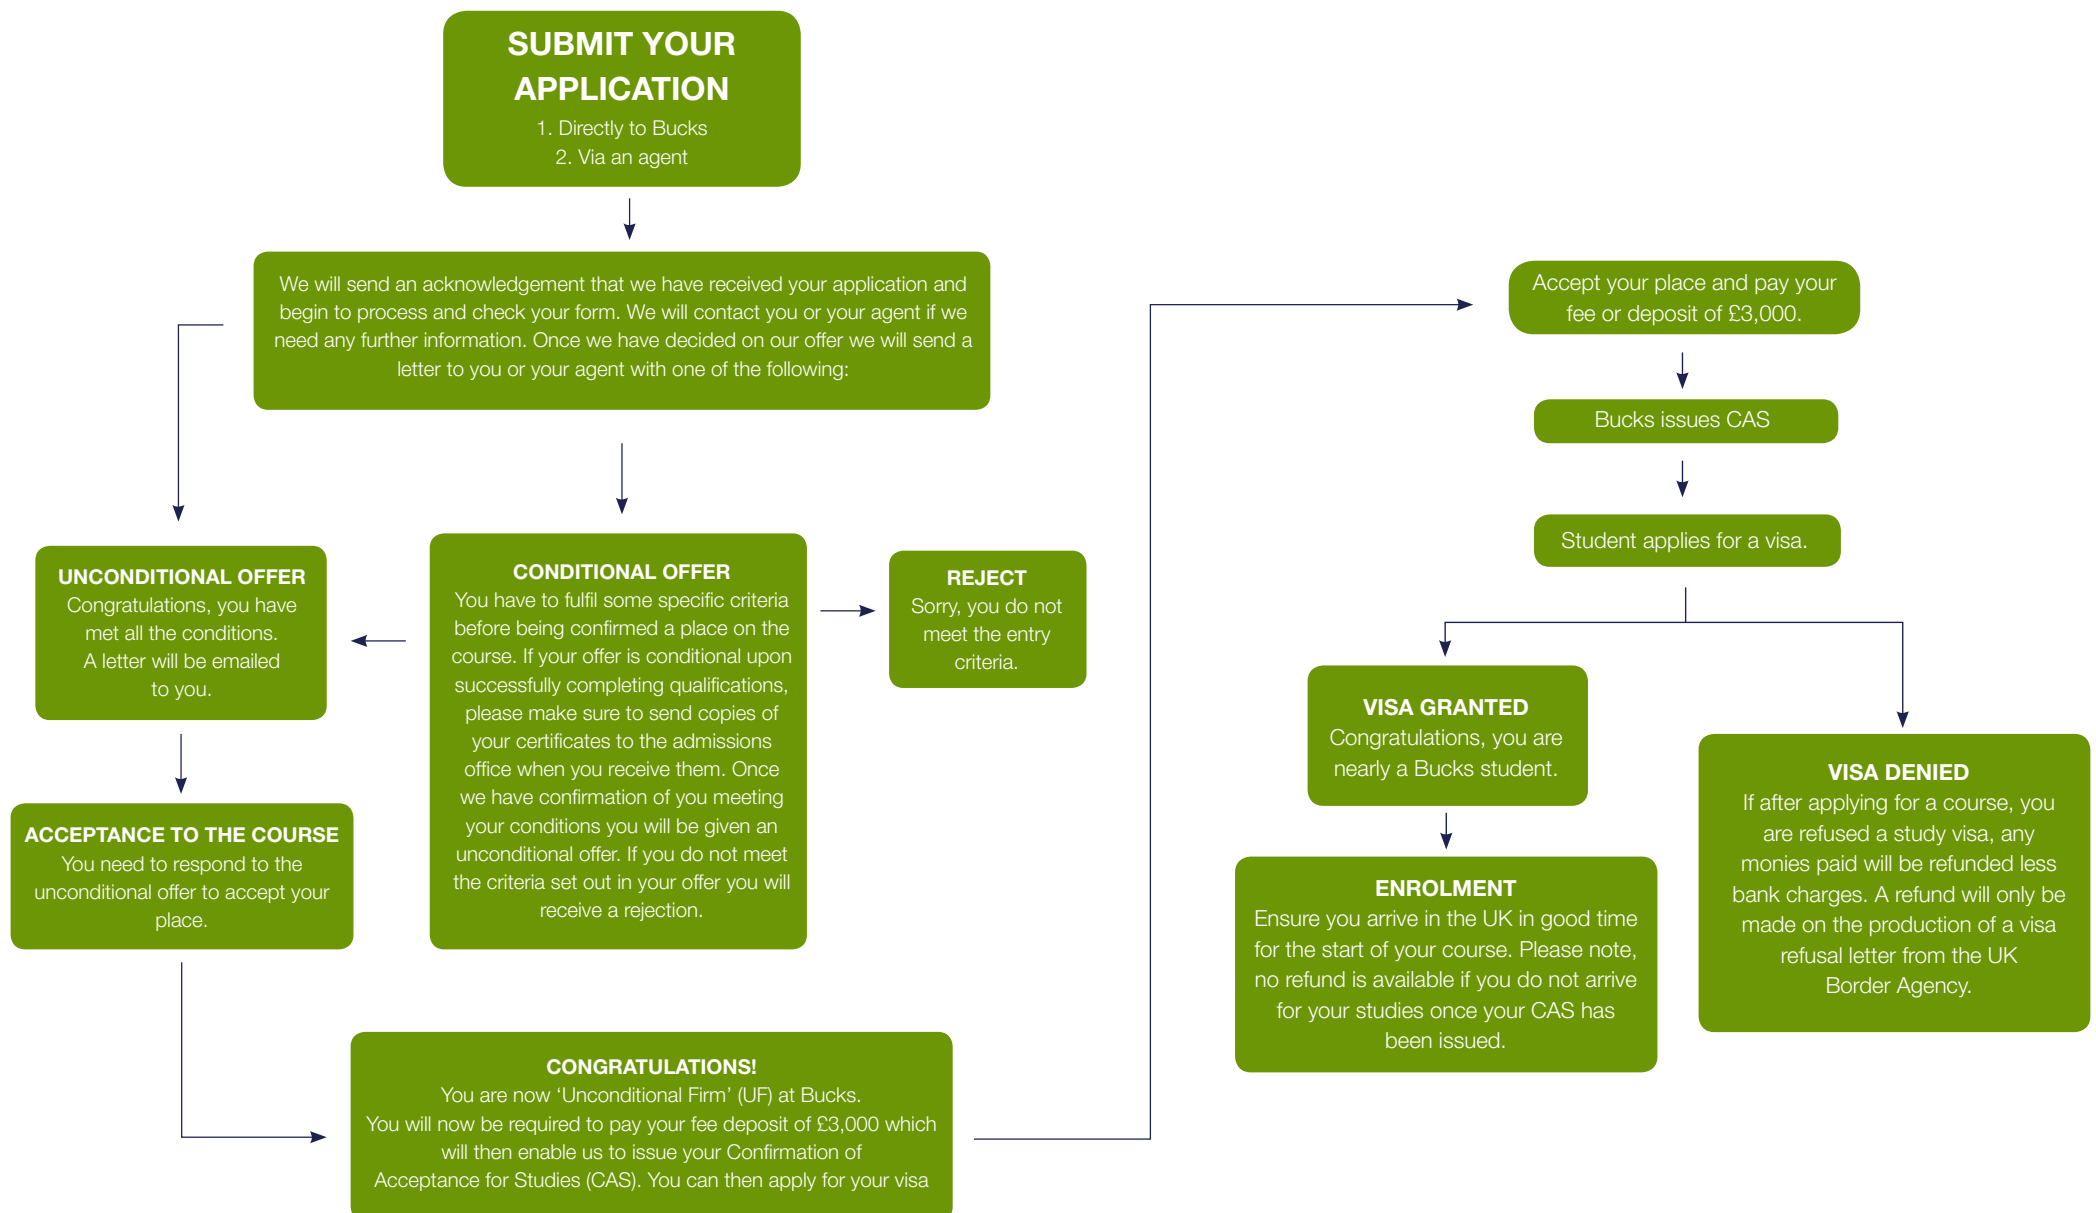 SUBMIT YOUR
APPLICATION
1. Directly to Bucks
2. Via an agent
We will send an acknowledgement that we have received your application and
begin to process and check your form. We will contact you or your agent if we
need any further information. Once we have decided on our offer we will send a
letter to you or your agent with one of the following:
UNCONDITIONAL OFFER
Congratulations, you have
met all the conditions.
A letter will be emailed
to you.
CONDITIONAL OFFER
You have to fulfil some specific criteria
before being confirmed a place on the
course. If your offer is conditional upon
successfully completing qualifications,
please make sure to send copies of
your certificates to the admissions
office when you receive them. Once
we have confirmation of you meeting
your conditions you will be given an
unconditional offer. If you do not meet
the criteria set out in your offer you will
receive a rejection.
REJECT
Sorry, you do not
meet the entry
criteria.
ACCEPTANCE TO THE COURSE
You need to respond to the
unconditional offer to accept your
place.
CONGRATULATIONS!
You are now ‘Unconditional Firm’ (UF) at Bucks.
You will now be required to pay your fee deposit of £3,000 which
will then enable us to issue your Confirmation of
Acceptance for Studies (CAS). You can then apply for your visa
Accept your place and pay your
fee or deposit of £3,000.
Bucks issues CAS
Student applies for a visa.
VISA GRANTED
Congratulations, you are
nearly a Bucks student.
ENROLMENT
Ensure you arrive in the UK in good time
for the start of your course. Please note,
no refund is available if you do not arrive
for your studies once your CAS has
been issued.
VISA DENIED
If after applying for a course, you
are refused a study visa, any
monies paid will be refunded less
bank charges. A refund will only be
made on the production of a visa
refusal letter from the UK
Border Agency.